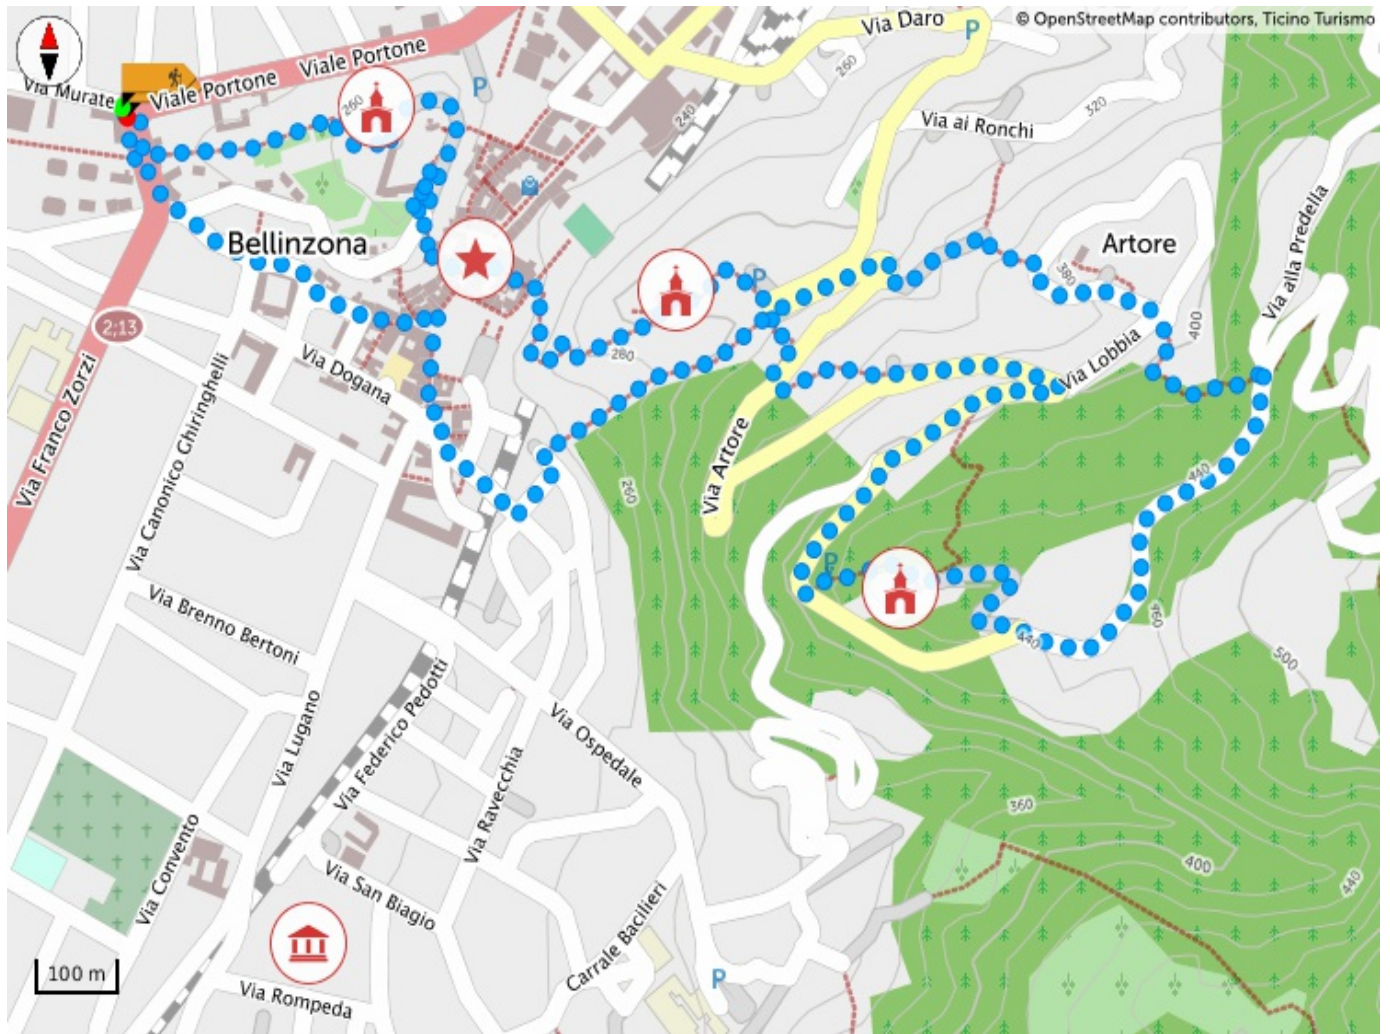 © OpenStreetMap contributors, Ticino Turismo
Via Daro
P
Viale Portone
Viale Portone
Via Murate
260
P
260
320
240
Via ai Ronchi
Bellinzona
Artore
Via alla Predella
P
380
400
2;13
280
Via Lobbia
Via Dogana
Via Franco Zorzi
Via Canonico Ghiringhelli
Via Artore
440
260
P
Via Brenno Bertoni
440
460
500
Via Lugano
Via Federico Pedotti
Via Ospedale
Via Ravecchia
360
400
440
Via Convento
Via San Biagio
Carrale Bacilieri
P
100 m
Via Rompeda